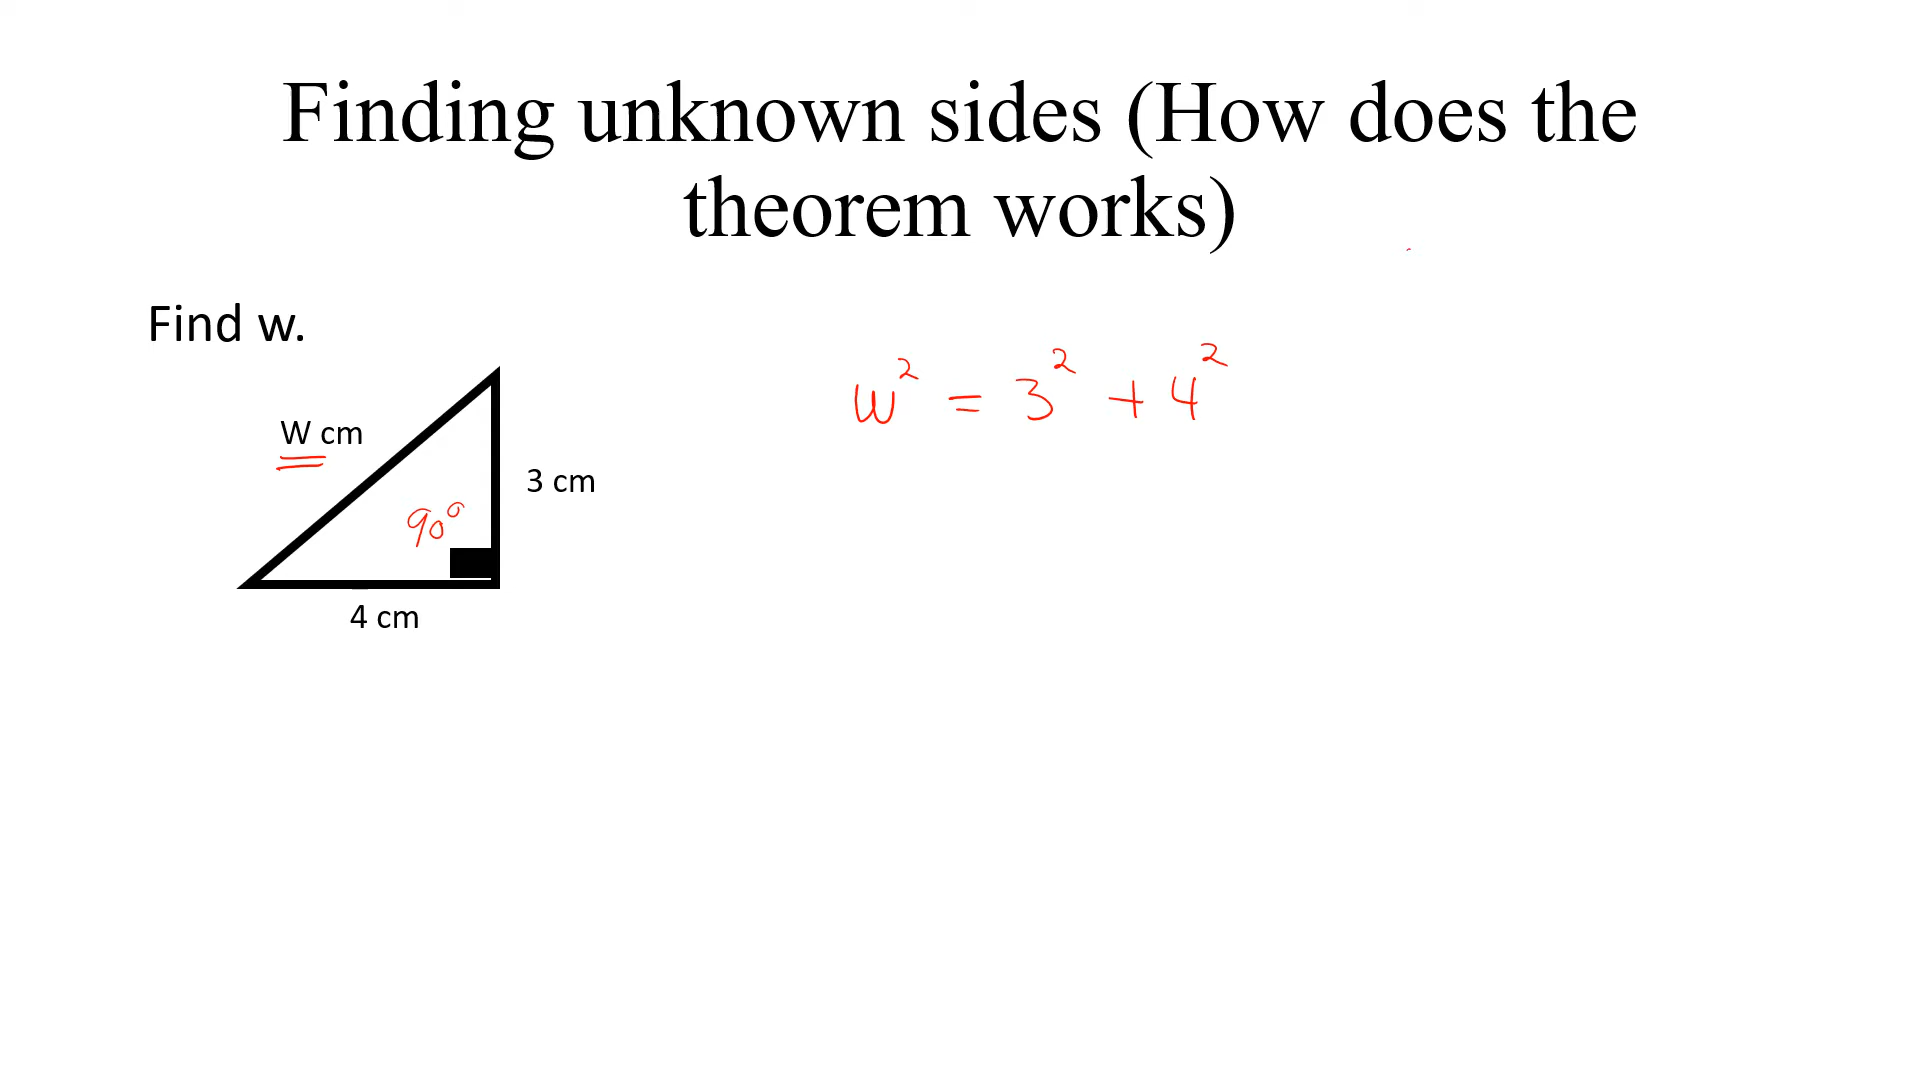 Finding unknown sides (How does the
theorem works)
Find w.
w² = 3² + 4²
W cm
3 cm
90°
4 cm